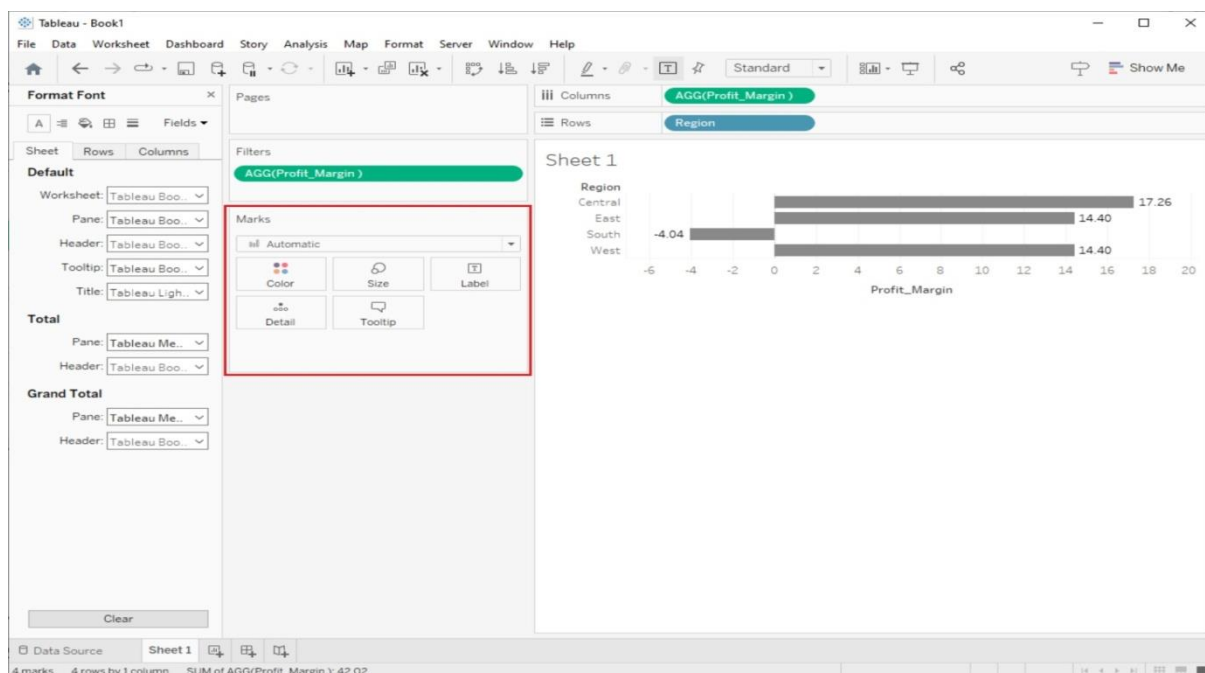 Tableau - Book1
File Data Worksheet Dashboard Story Analysis Map Format Server Window Help
Standard
Show Me
Format Font
Fields
Sheet Rows Columns
Default
Worksheet: Tableau Boo..
Pane: Tableau Boo..
Header: Tableau Boo..
Tooltip: Tableau Boo..
Title: Tableau Ligh..
Total
Pane: Tableau Me..
Header: Tableau Boo..
Grand Total
Pane: Tableau Me..
Header: Tableau Boo..
Clear
Pages
Filters
AGG(Profit_Margin )
Marks
Automatic
Color Size Label
Detail Tooltip
Columns AGG(Profit_Margin )
Rows Region
Sheet 1
Region
Central 17.26
East 14.40
South -4.04
West 14.40
-6 -4 -2 0 2 4 6 8 10 12 14 16 18 20
Profit_Margin
Data Source Sheet 1
4 marks 4 rows by 1 column SUM of AGG(Profit_Margin ): 42.02